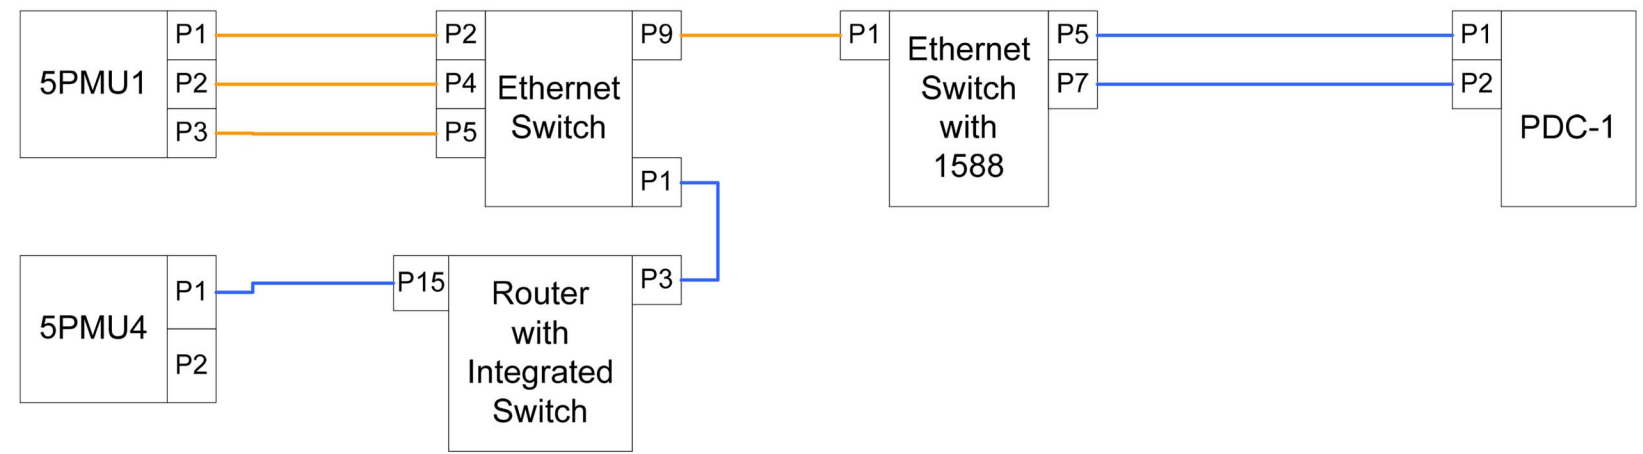 5PMU1
P1
P2
P3
P2
P4
P5
Ethernet
Switch
P9
P1
P1
Ethernet
Switch
with
1588
P5
P7
P1
P2
PDC-1
5PMU4
P1
P2
P15
Router
with
Integrated
Switch
P3